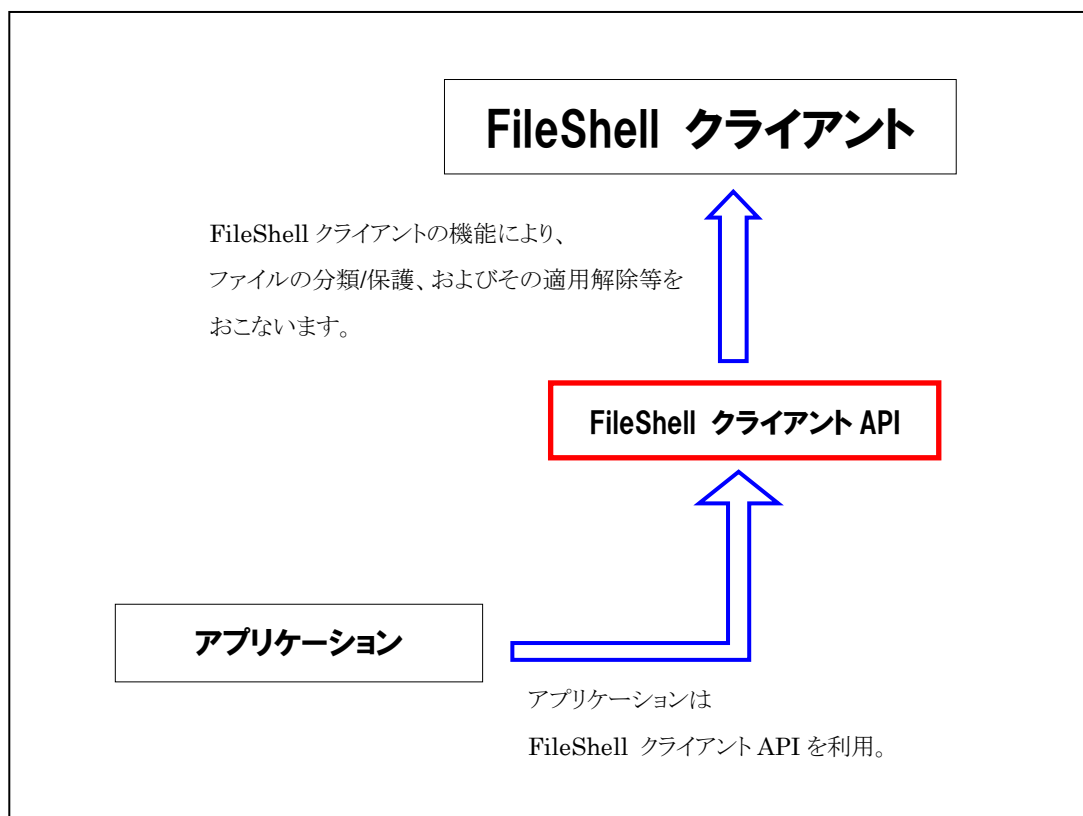 FileShell クライアント
FileShell クライアントの機能により、
ファイルの分類/保護、およびその適用解除等を
おこないます。
FileShell クライアント API
アプリケーション
アプリケーションは
FileShell クライアント API を利用。